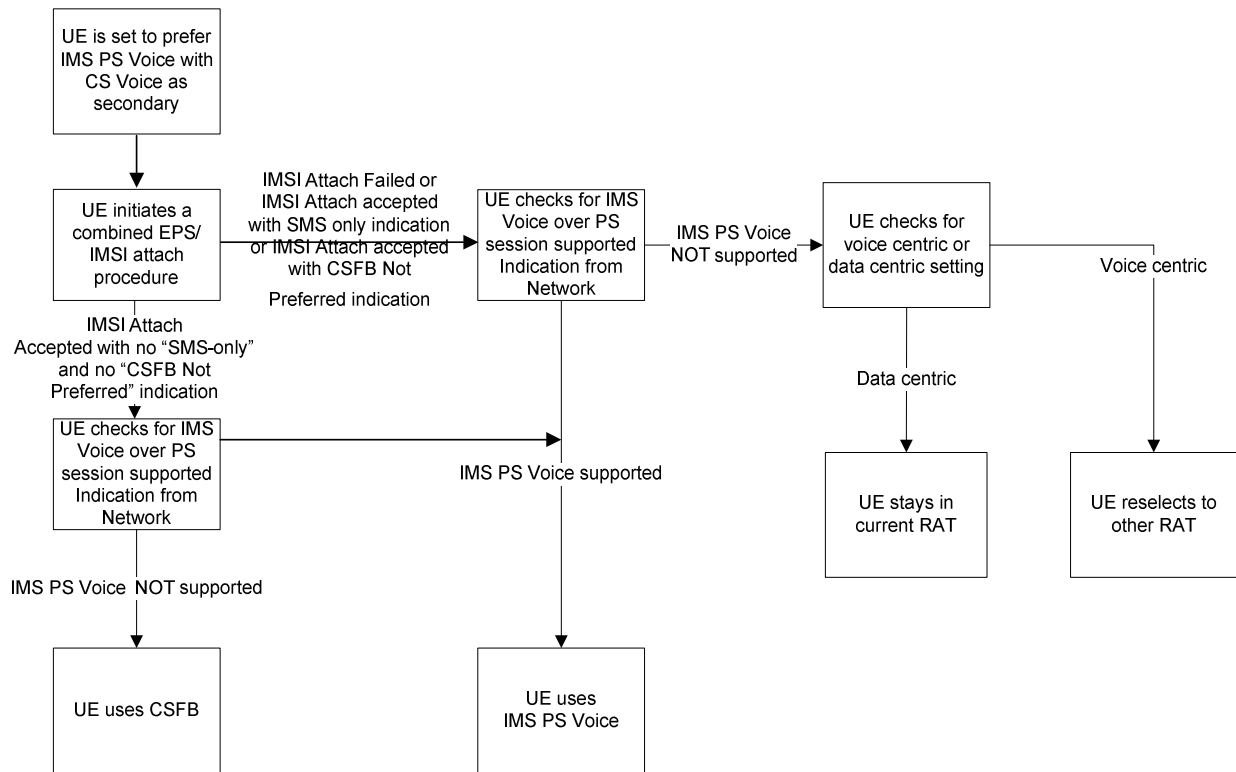 UE is set to prefer
IMS PS Voice with
CS Voice as
secondary
UE initiates a
combined EPS/
IMSI attach
procedure
IMSI Attach Failed or
IMSI Attach accepted
with SMS only indication
or IMSI Attach accepted
with CSFB Not
Preferred indication
UE checks for IMS
Voice over PS
session supported
Indication from
Network
IMS PS Voice
NOT supported
UE checks for
voice centric or
data centric setting
Voice centric
Data centric
IMSI Attach
Accepted with no “SMS-only”
and no “CSFB Not
Preferred” indication
UE checks for IMS
Voice over PS
session supported
Indication from
Network
IMS PS Voice supported
UE stays in
current RAT
UE reselects to
other RAT
IMS PS Voice NOT supported
UE uses CSFB
UE uses
IMS PS Voice